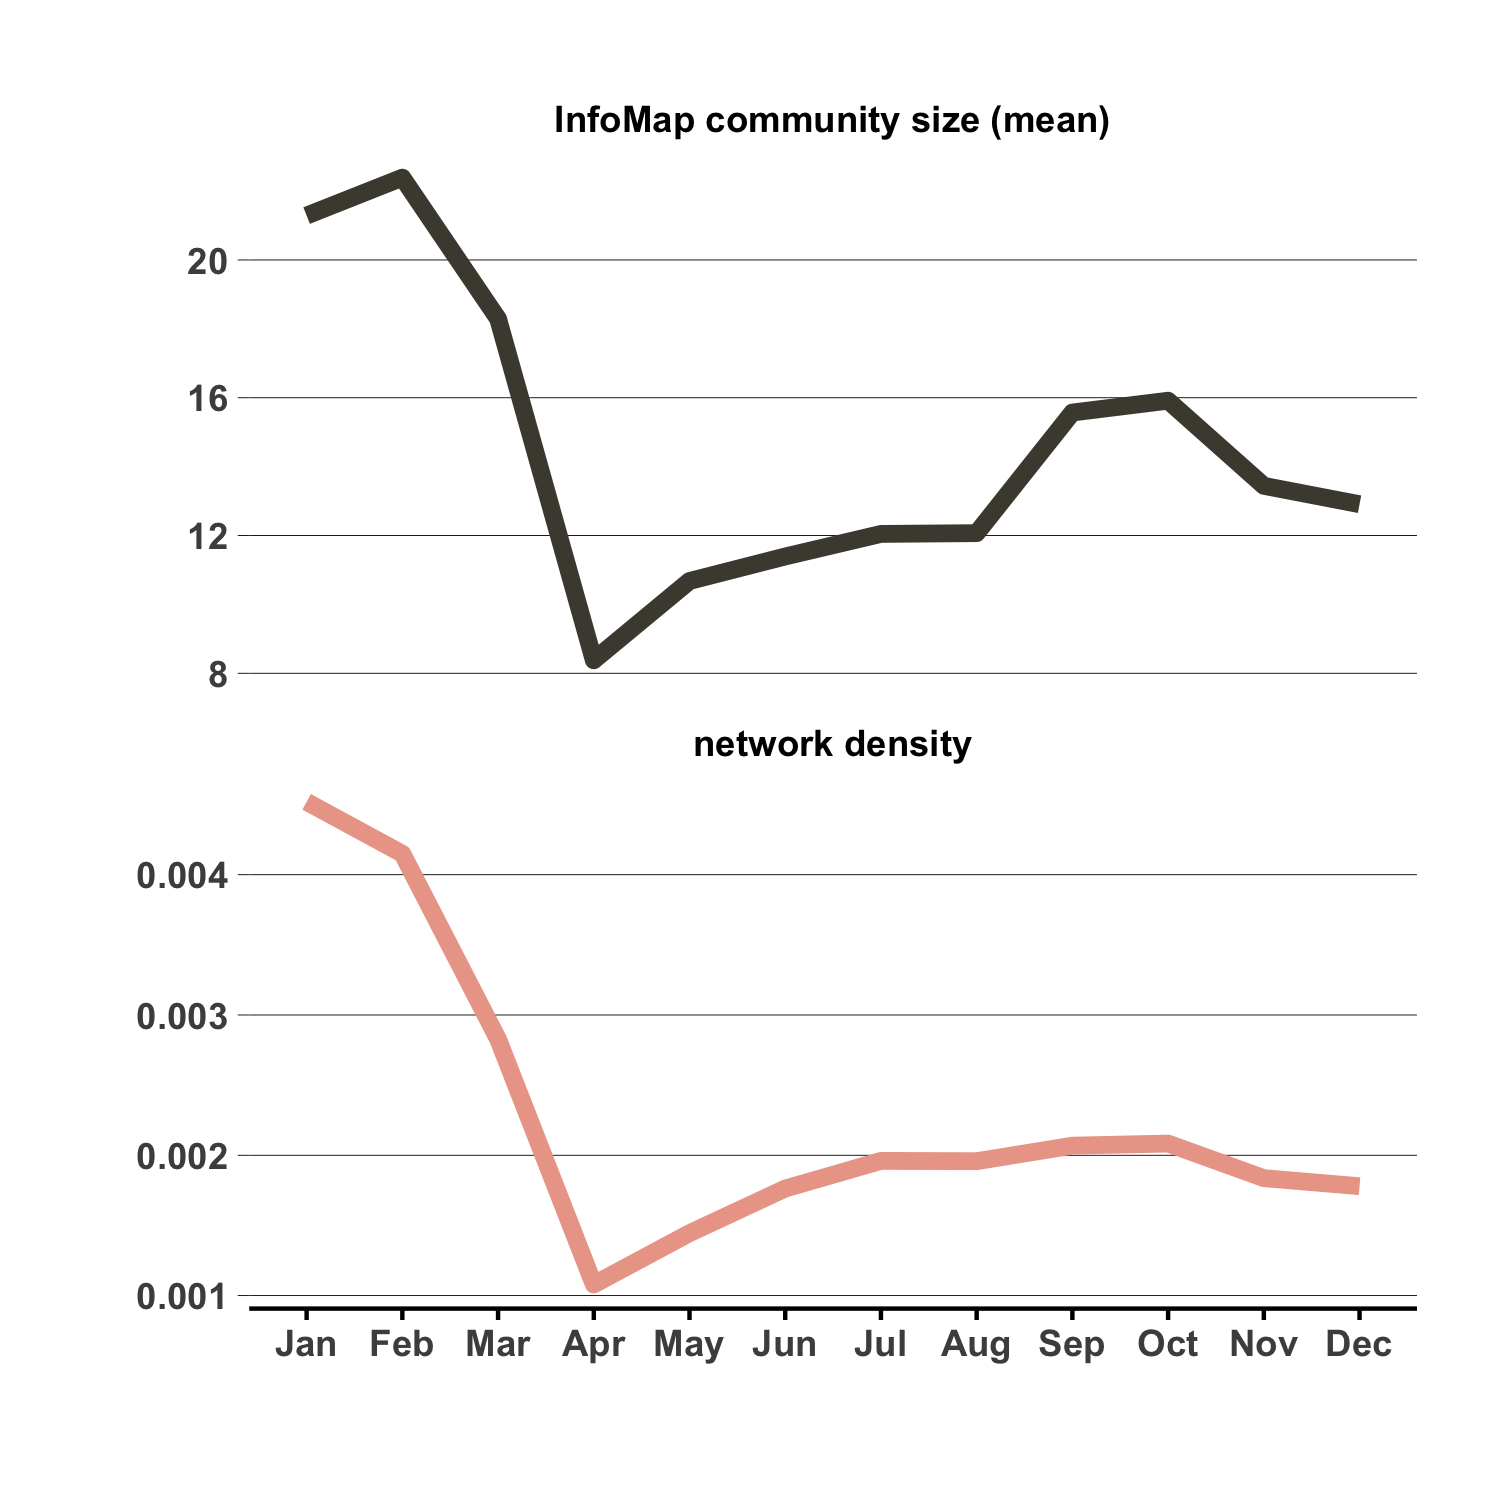 InfoMap community size (mean)
20
16
12
8
network density
0.004
0.003
0.002
0.001
Jan Feb Mar Apr May Jun Jul Aug Sep Oct Nov Dec